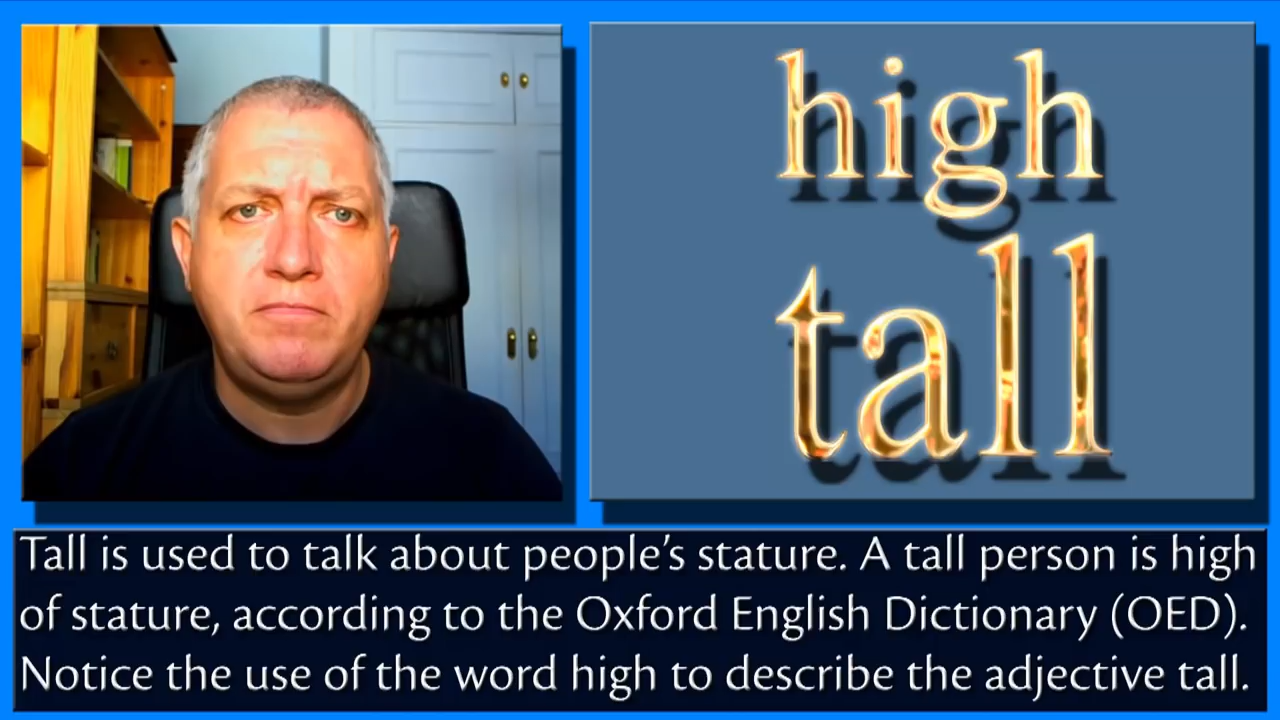 high
tall
Tall is used to talk about people's stature. A tall person is high
of stature, according to the Oxford English Dictionary (OED).
Notice the use of the word high to describe the adjective tall.